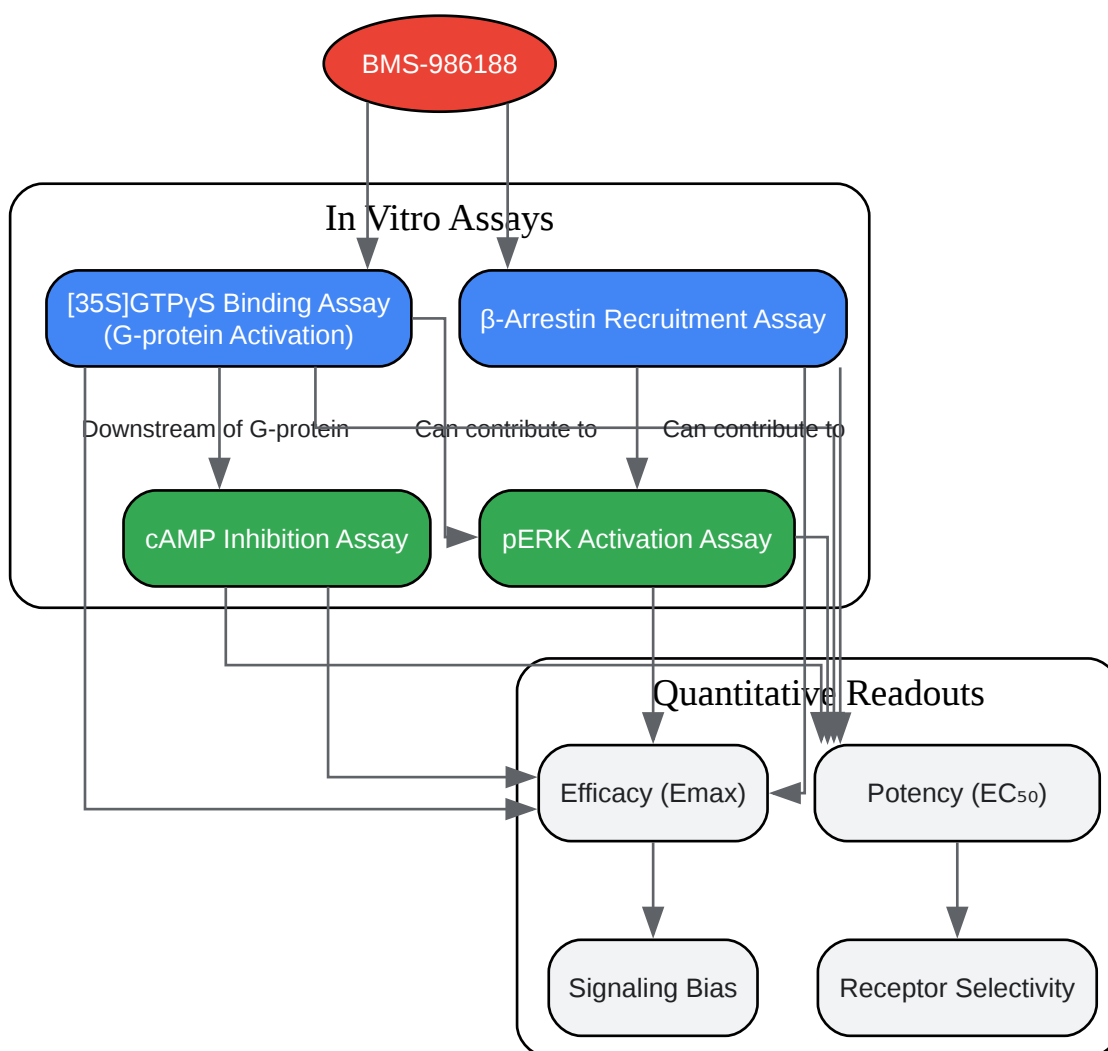 BMS-986188
In Vitro Assays
[35S]GTPγS Binding Assay
(G-protein Activation)
β-Arrestin Recruitment Assay
Downstream of G-protein
Can contribute to
Can contribute to
cAMP Inhibition Assay
pERK Activation Assay
Quantitative Readouts
Efficacy (Emax)
Potency (EC₅₀)
Signaling Bias
Receptor Selectivity